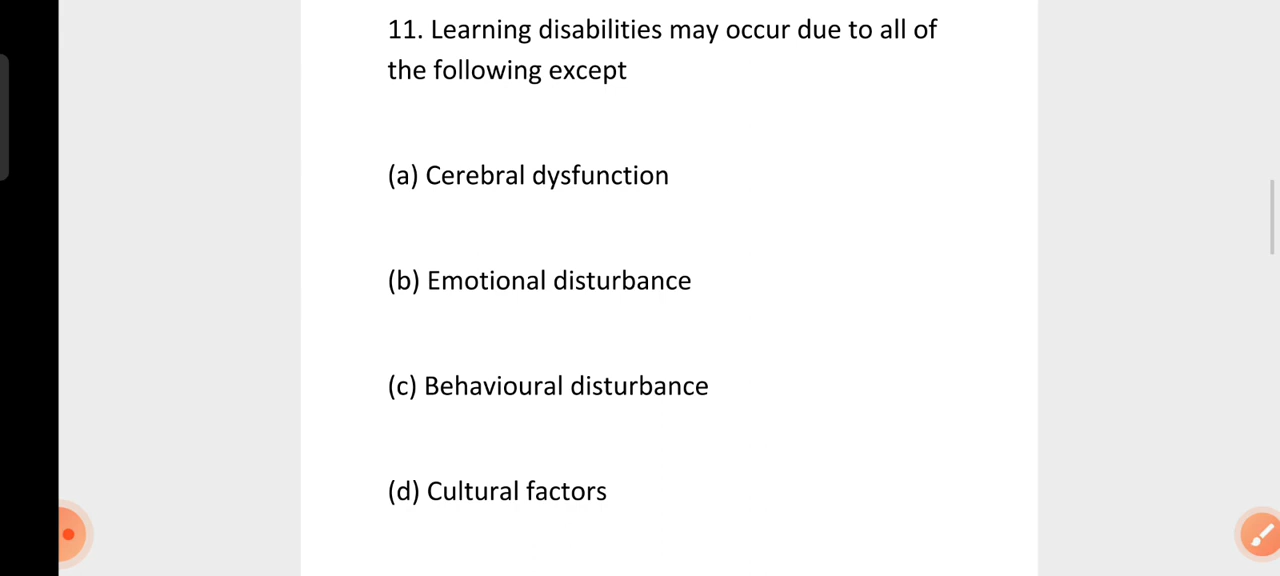 11. Learning disabilities may occur due to all of
the following except
(a) Cerebral dysfunction
(b) Emotional disturbance
(c) Behavioural disturbance
(d) Cultural factors